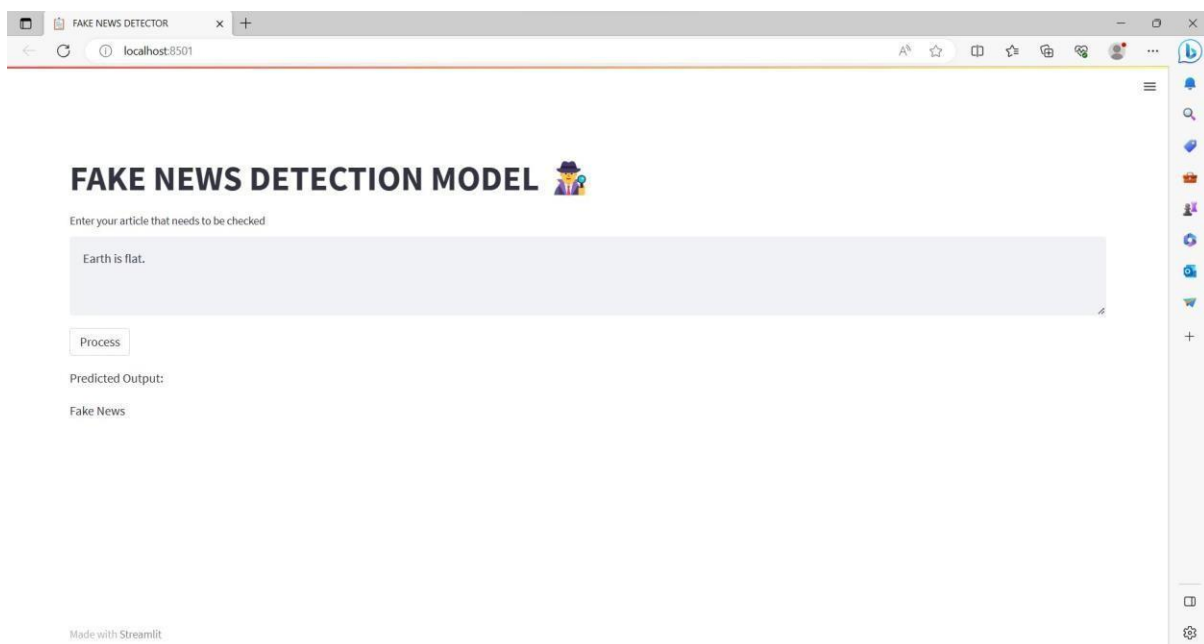 FAKE NEWS DETECTOR
localhost:8501
FAKE NEWS DETECTION MODEL
Enter your article that needs to be checked
Earth is flat.
Process
Predicted Output:
Fake News
Made with Streamlit